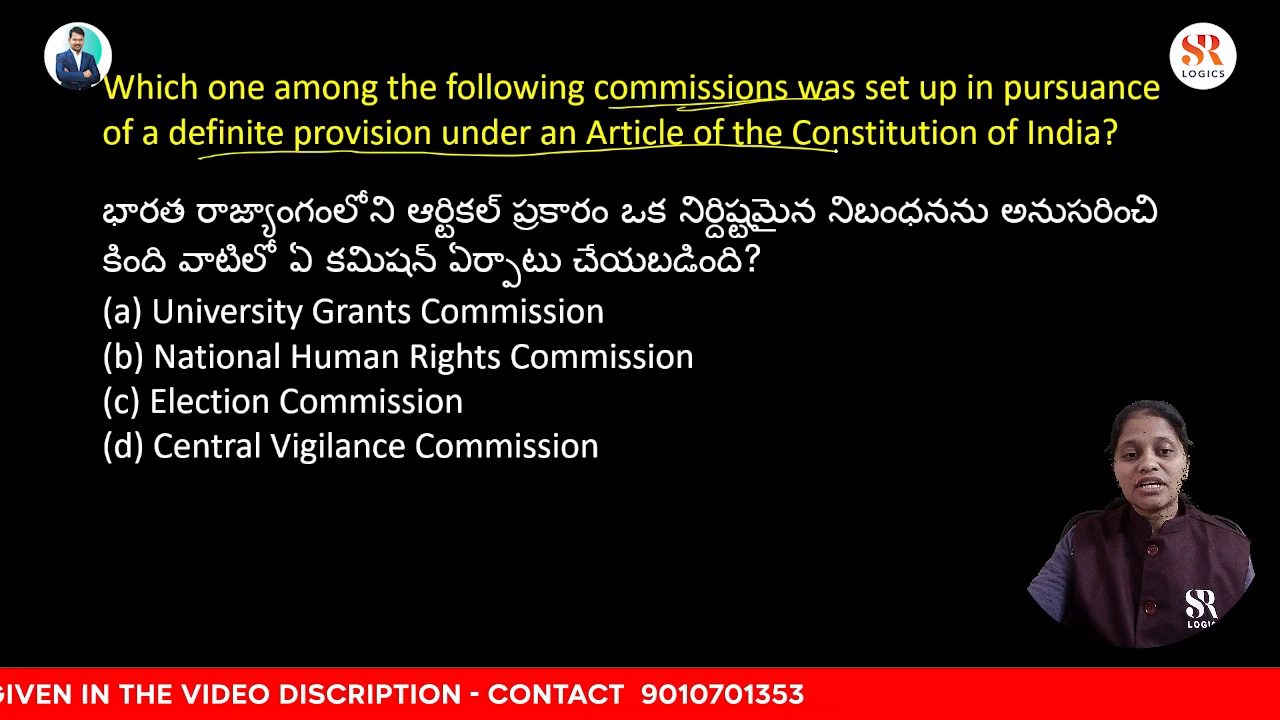 SR
LOGICS
Which one among the following commissions was set up in pursuance
of a definite provision under an Article of the Constitution of India?
భారత రాజ్యాంగంలోని ఆర్టికల్ ప్రకారం ఒక నిర్దిష్టమైన నిబంధనను అనుసరించి
కింది వాటిలో ఏ కమిషన్ ఏర్పాటు చేయబడింది?
(a) University Grants Commission
(b) National Human Rights Commission
(c) Election Commission
(d) Central Vigilance Commission
SR
LOGIC
GIVEN IN THE VIDEO DISCRIPTION - CONTACT 9010701353